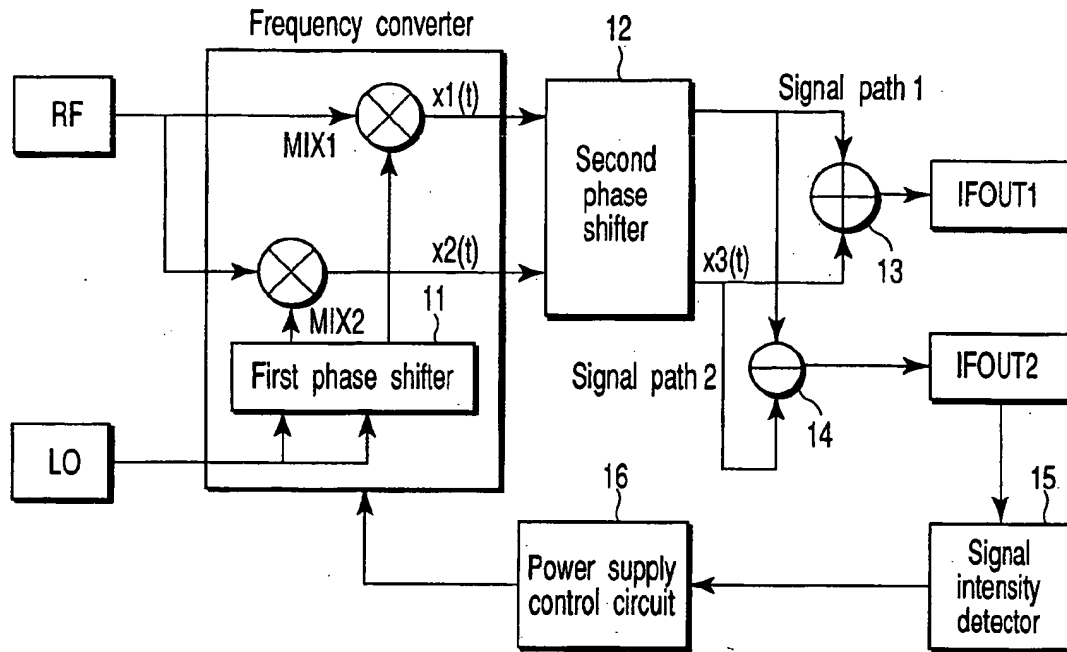 Frequency converter
12
RF
x1(t)
Signal path 1
MIX1
Second
phase
shifter
IFOUT1
x2(t)
x3(t)
13
MIX2
11
First phase shifter
Signal path 2
IFOUT2
14
LO
16
15
Power supply
control circuit
Signal
intensity
detector